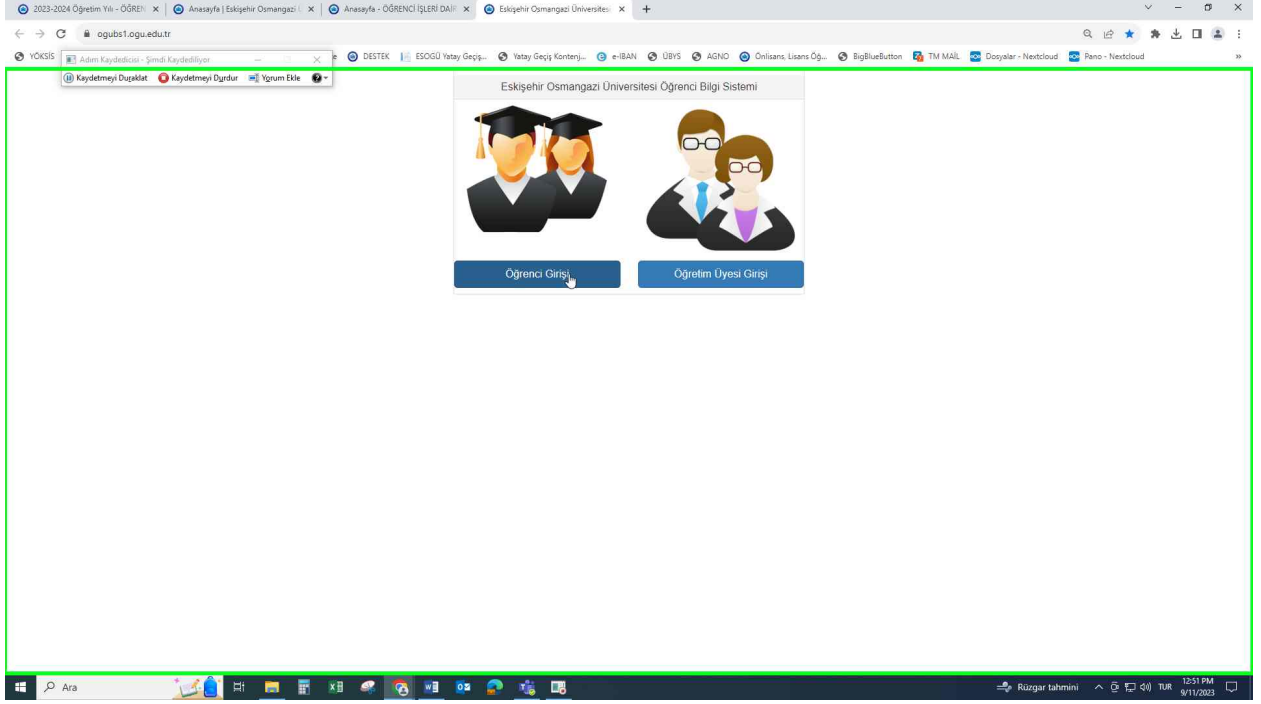 2023-2024 Öğretim Yılı - ÖĞREN
Anasayfa | Eskişehir Osmangazi Ü
Anasayfa - ÖĞRENCİ İŞLERİ DAİR
Eskişehir Osmangazi Üniversitesi
ogubs1.ogu.edu.tr
YÖKSİS
DESTEK
ESOGÜ Yatay Geçiş...
Yatay Geçiş Kontenj...
e-IBAN
ÜBYS
AGNO
Önlisans, Lisans Öğ...
BigBlueButton
TM MAİL
Dosyalar - Nextcloud
Pano - Nextcloud
»
Adım Kaydedicisi - Şimdi Kaydediliyor
Kaydetmeyi Duraklat Kaydetmeyi Durdur Yorum Ekle
Eskişehir Osmangazi Üniversitesi Öğrenci Bilgi Sistemi
Öğrenci Girişi
Öğretim Üyesi Girişi
Ara
Rüzgar tahmini
TUR
12:51 PM
9/11/2023